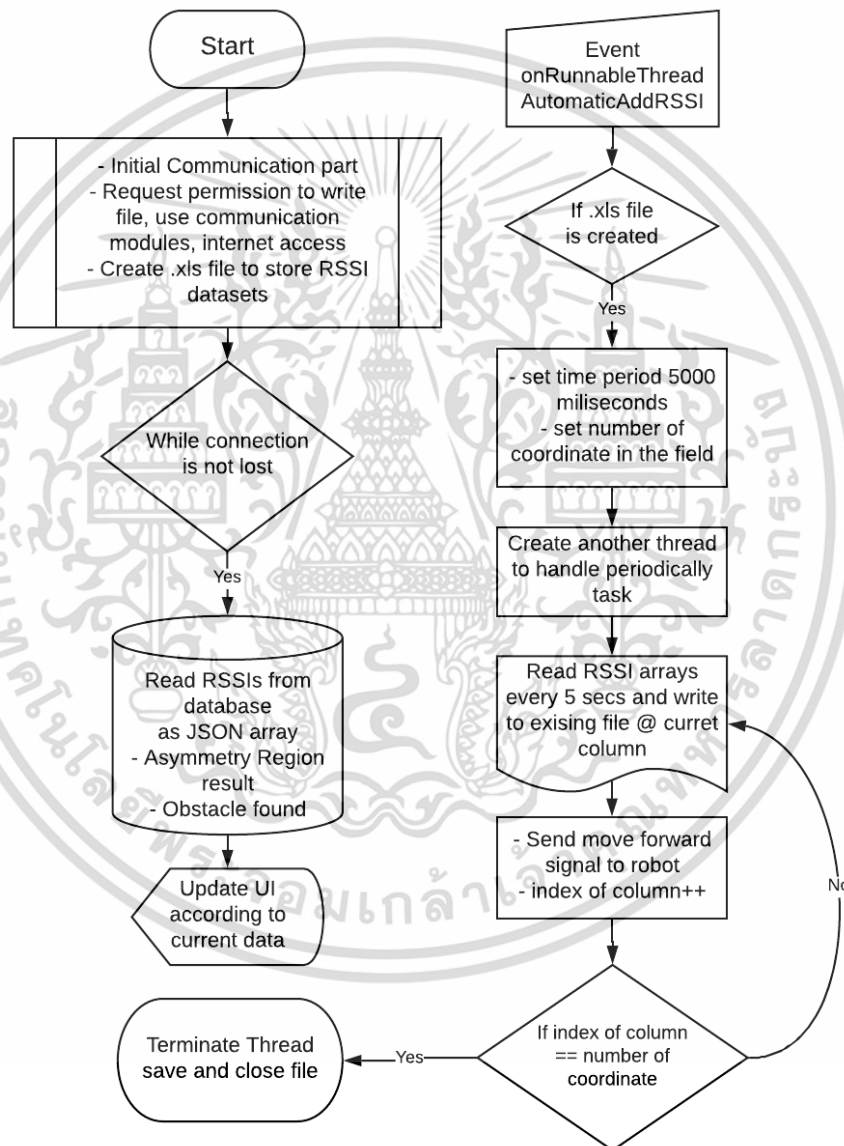 Start
- Initial Communication part
- Request permission to write
file, use communication
modules, internet access
- Create .xls file to store RSSI
datasets
While connection
is not lost
Yes
Read RSSIs from
database
as JSON array
- Asymmetry Region
result
- Obstacle found
Update UI
according to
current data
Event
onRunnableThread
AutomaticAddRSSI
If .xls file
is created
Yes
- set time period 5000
miliseconds
- set number of
coordinate in the field
Create another thread
to handle periodically
task
Read RSSI arrays
every 5 secs and write
to exising file @ curret
column
- Send move forward
signal to robot
- index of column++
No
If index of column
== number of
coordinate
Yes
Terminate Thread
save and close file